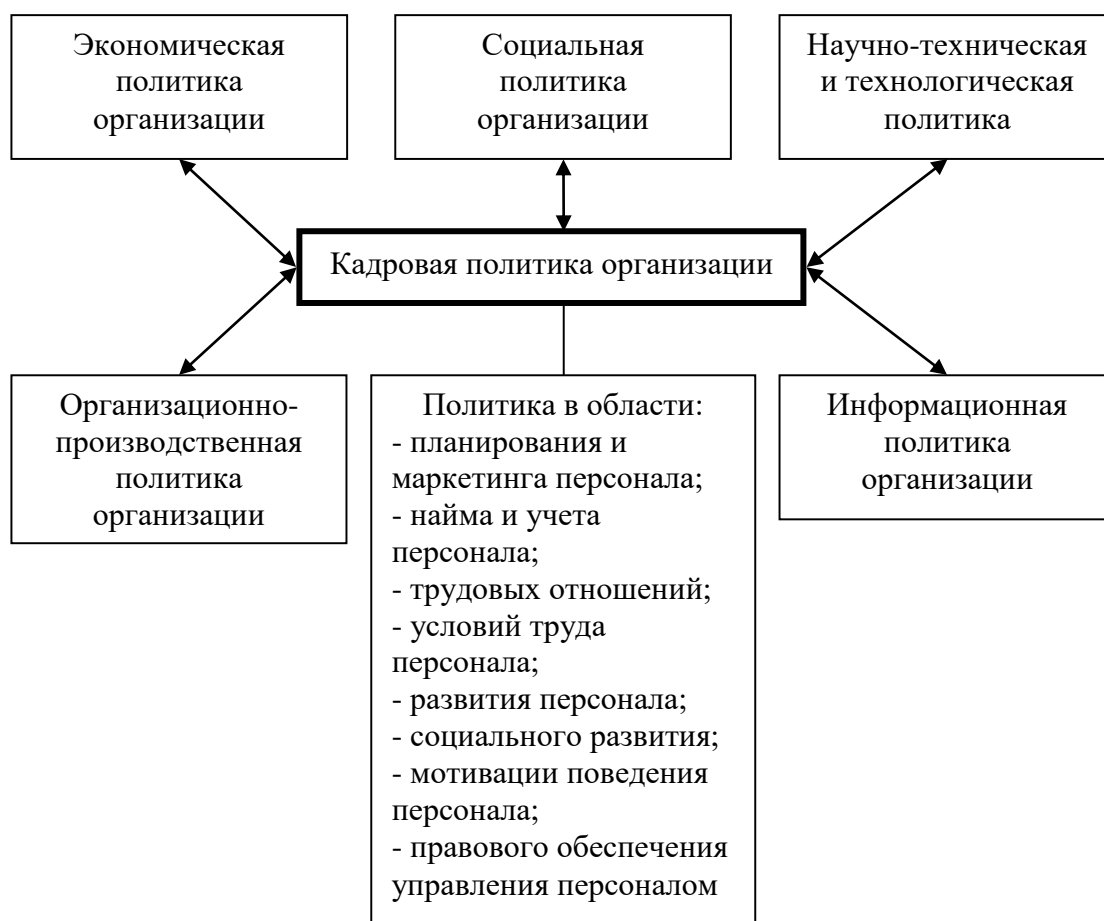 Экономическая
политика
организации
Социальная
политика
организации
Научно-техническая
и технологическая
политика
Кадровая политика организации
Организационно-
производственная
политика
организации
Политика в области:
- планирования и
маркетинга персонала;
- найма и учета
персонала;
- трудовых отношений;
- условий труда
персонала;
- развития персонала;
- социального развития;
- мотивации поведения
персонала;
- правового обеспечения
управления персоналом
Информационная
политика
организации